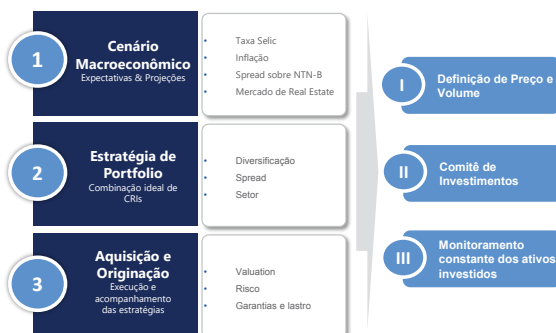 1
Cenário
Macroeconômico
Expectativas & Projeções
• Taxa Selic
• Inflação
• Spread sobre NTN-B
• Mercado de Real Estate
2
Estratégia de
Portfolio
Combinação ideal de
CRIs
• Diversificação
• Spread
• Setor
3
Aquisição e
Originação
Execução e
acompanhamento
das estratégias
• Valuation
• Risco
• Garantias e lastro
I
Definição de Preço e
Volume
II
Comitê de
Investimentos
III
Monitoramento
constante dos ativos
investidos